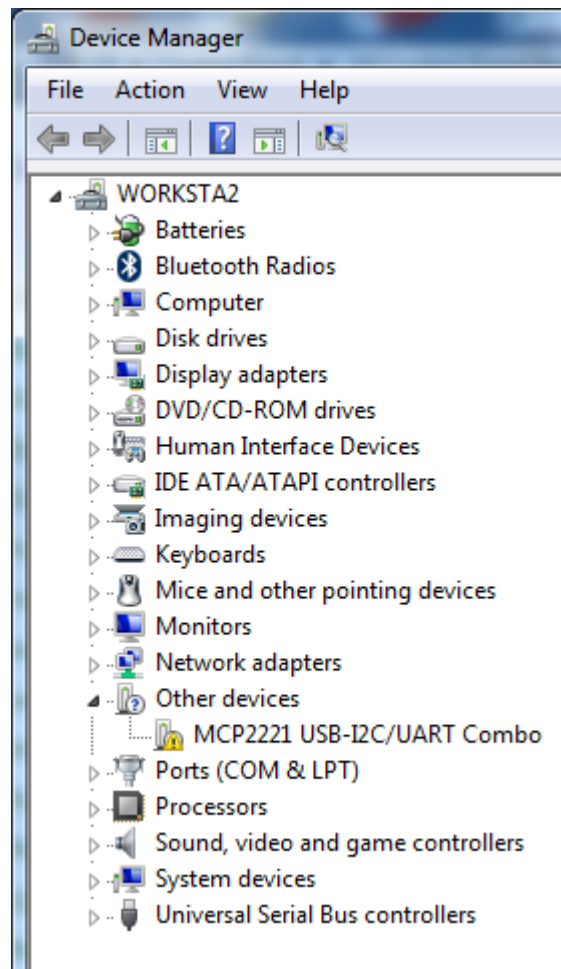 Device Manager
File Action View Help
WORKSTA2
Batteries
Bluetooth Radios
Computer
Disk drives
Display adapters
DVD/CD-ROM drives
Human Interface Devices
IDE ATA/ATAPI controllers
Imaging devices
Keyboards
Mice and other pointing devices
Monitors
Network adapters
Other devices
MCP2221 USB-I2C/UART Combo
Ports (COM & LPT)
Processors
Sound, video and game controllers
System devices
Universal Serial Bus controllers